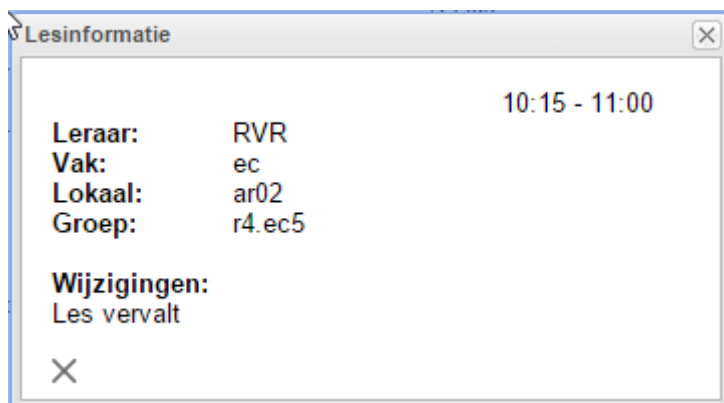 Lesinformatie
10:15 - 11:00
Leraar: RVR
Vak: ec
Lokaal: ar02
Groep: r4.ec5
Wijzigingen:
Les vervalt